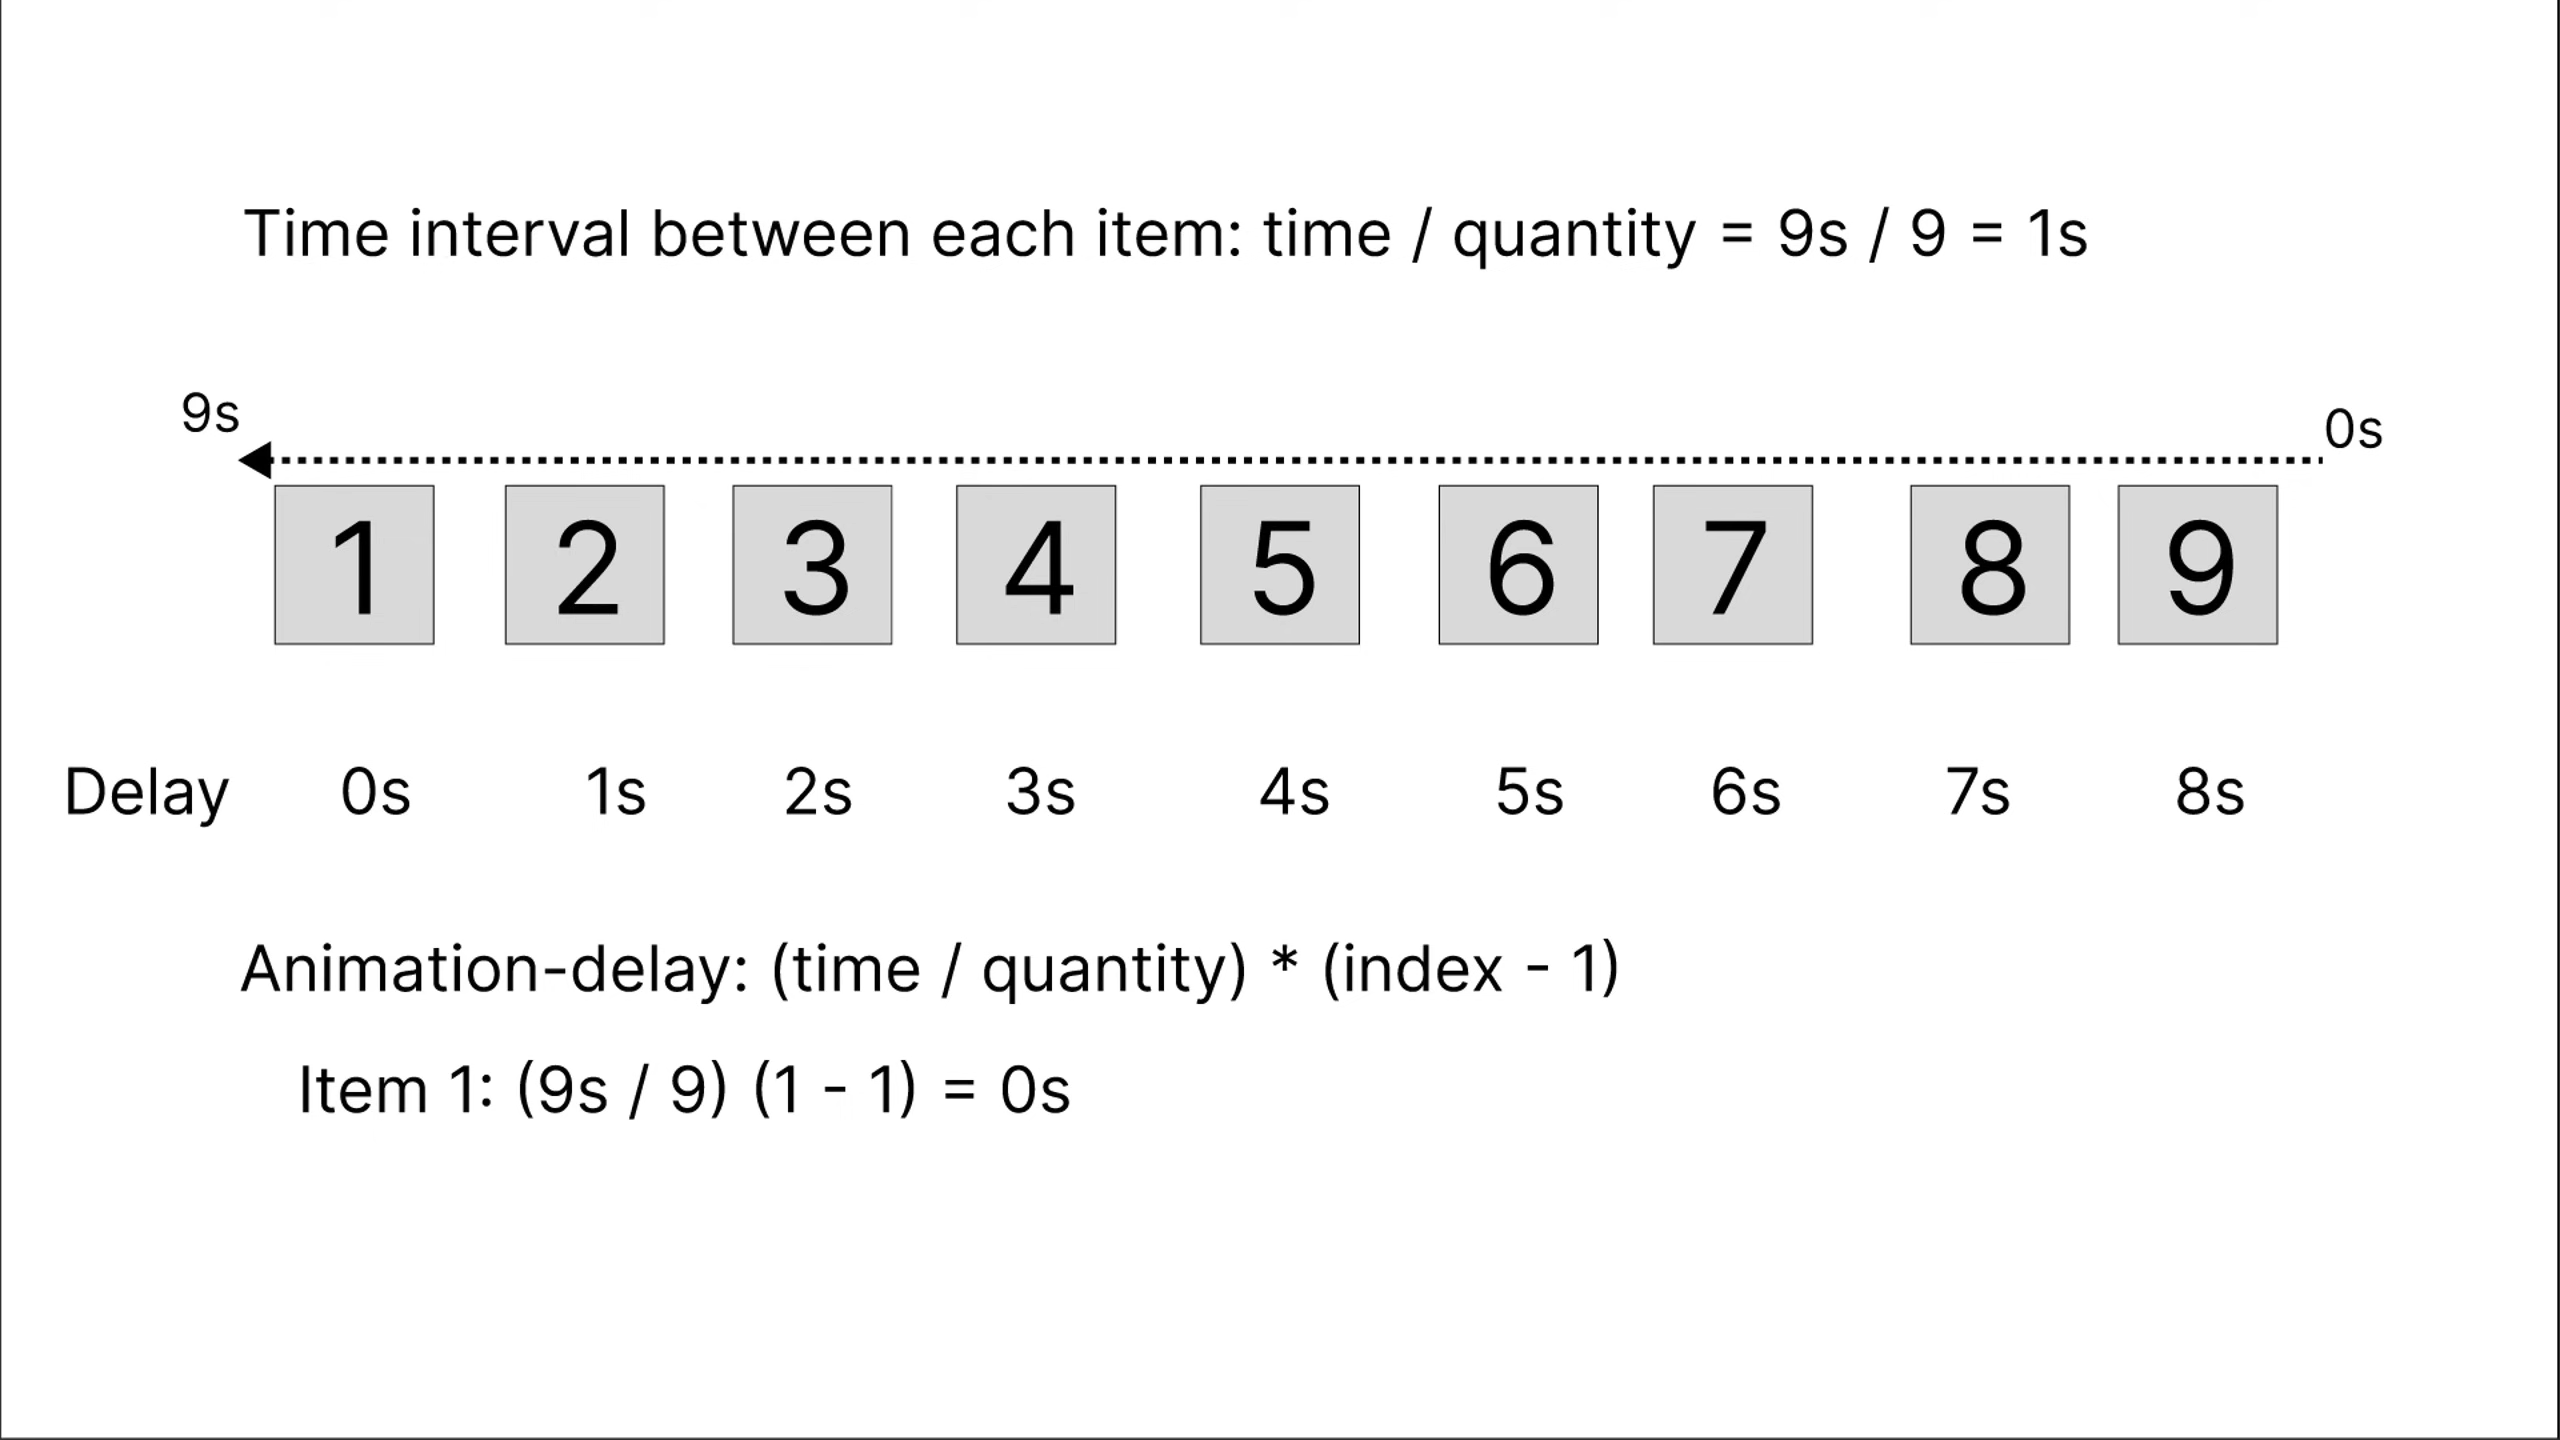 Time interval between each item: time / quantity = 9s / 9 = 1s
9s 0s
1 2 3 4 5 6 7 8 9
Delay 0s 1s 2s 3s 4s 5s 6s 7s 8s
Animation-delay: (time / quantity) * (index - 1)
Item 1: (9s / 9) (1 - 1) = 0s